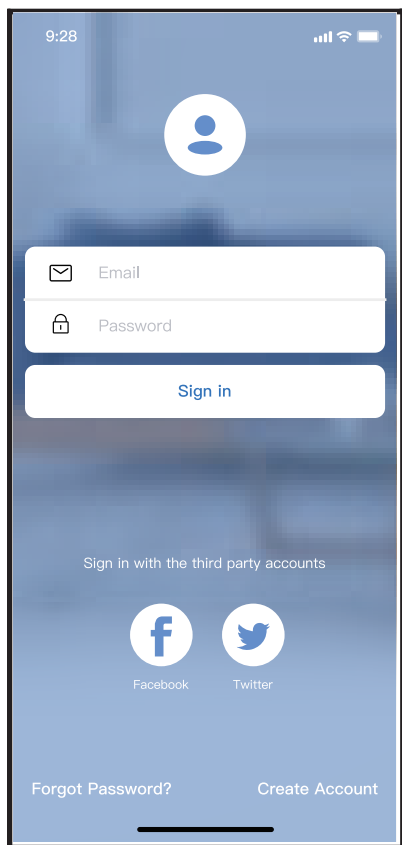 9:28
Email
Password
Sign in
Sign in with the third party accounts
Facebook
Twitter
Forgot Password?
Create Account